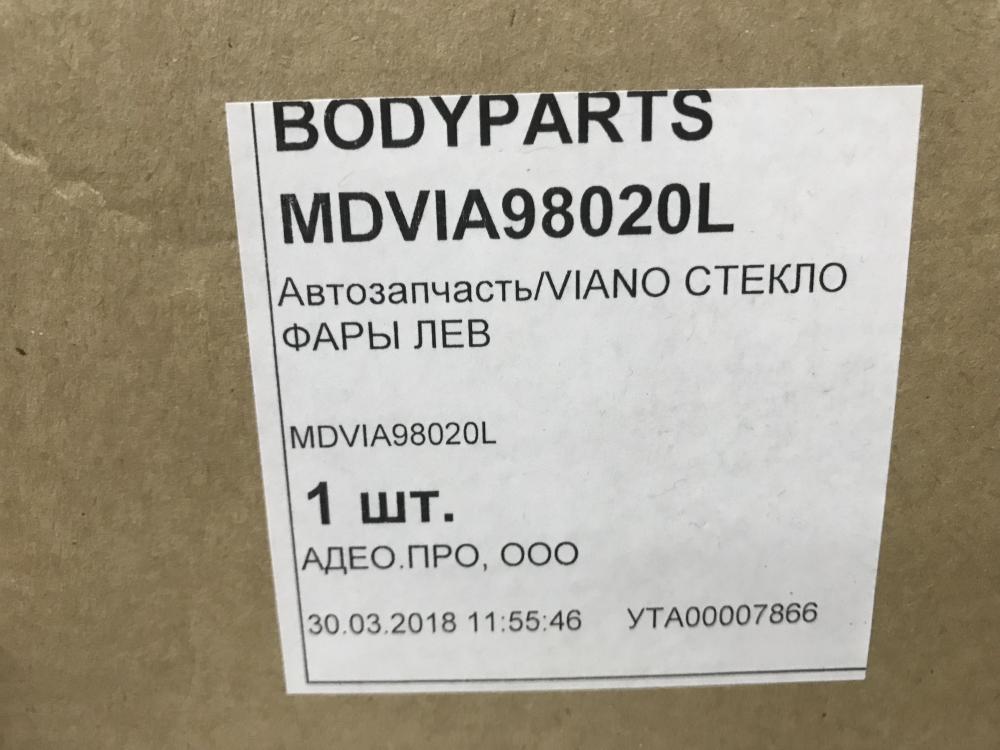 BODYPARTS
MDVIA98020L
Автозапчасть/VIANO СТЕКЛО
ФАРЫ ЛЕВ
MDVIA98020L
1 шт.
АДЕО.ПРО, ООО
30.03.2018 11:55:46 УТА00007866